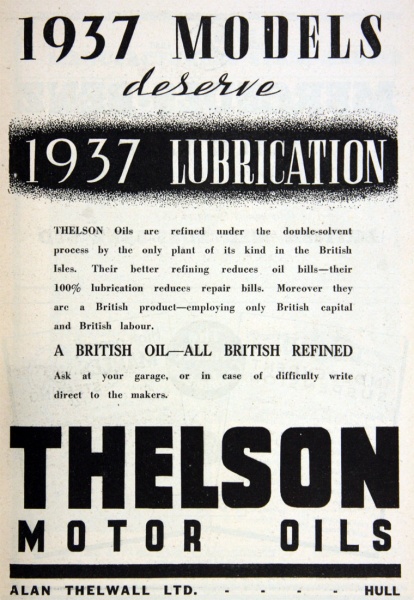 1937 MODELS
deserve
1937 LUBRICATION
THELSON Oils are refined under the double-solvent
process by the only plant of its kind in the British
Isles. Their better refining reduces oil bills—their
100% lubrication reduces repair bills. Moreover they
are a British product—employing only British capital
and British labour.
A BRITISH OIL—ALL BRITISH REFINED
Ask at your garage, or in case of difficulty write
direct to the makers.
THELSON
MOTOR OILS
ALAN THELWALL LTD. - - - - HULL